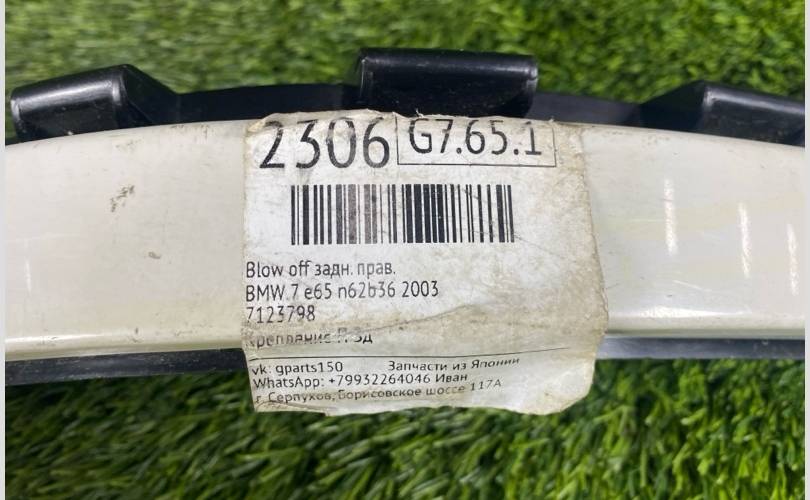 2306 G7.65.1
Blow off задн. прав.
BMW 7 e65 n62b36 2003
7123798
Крепление П Зд
vk: gparts150 Запчасти из Японии
WhatsApp: +79932264046 Иван
г. Серпухов, Борисовское шоссе 117А